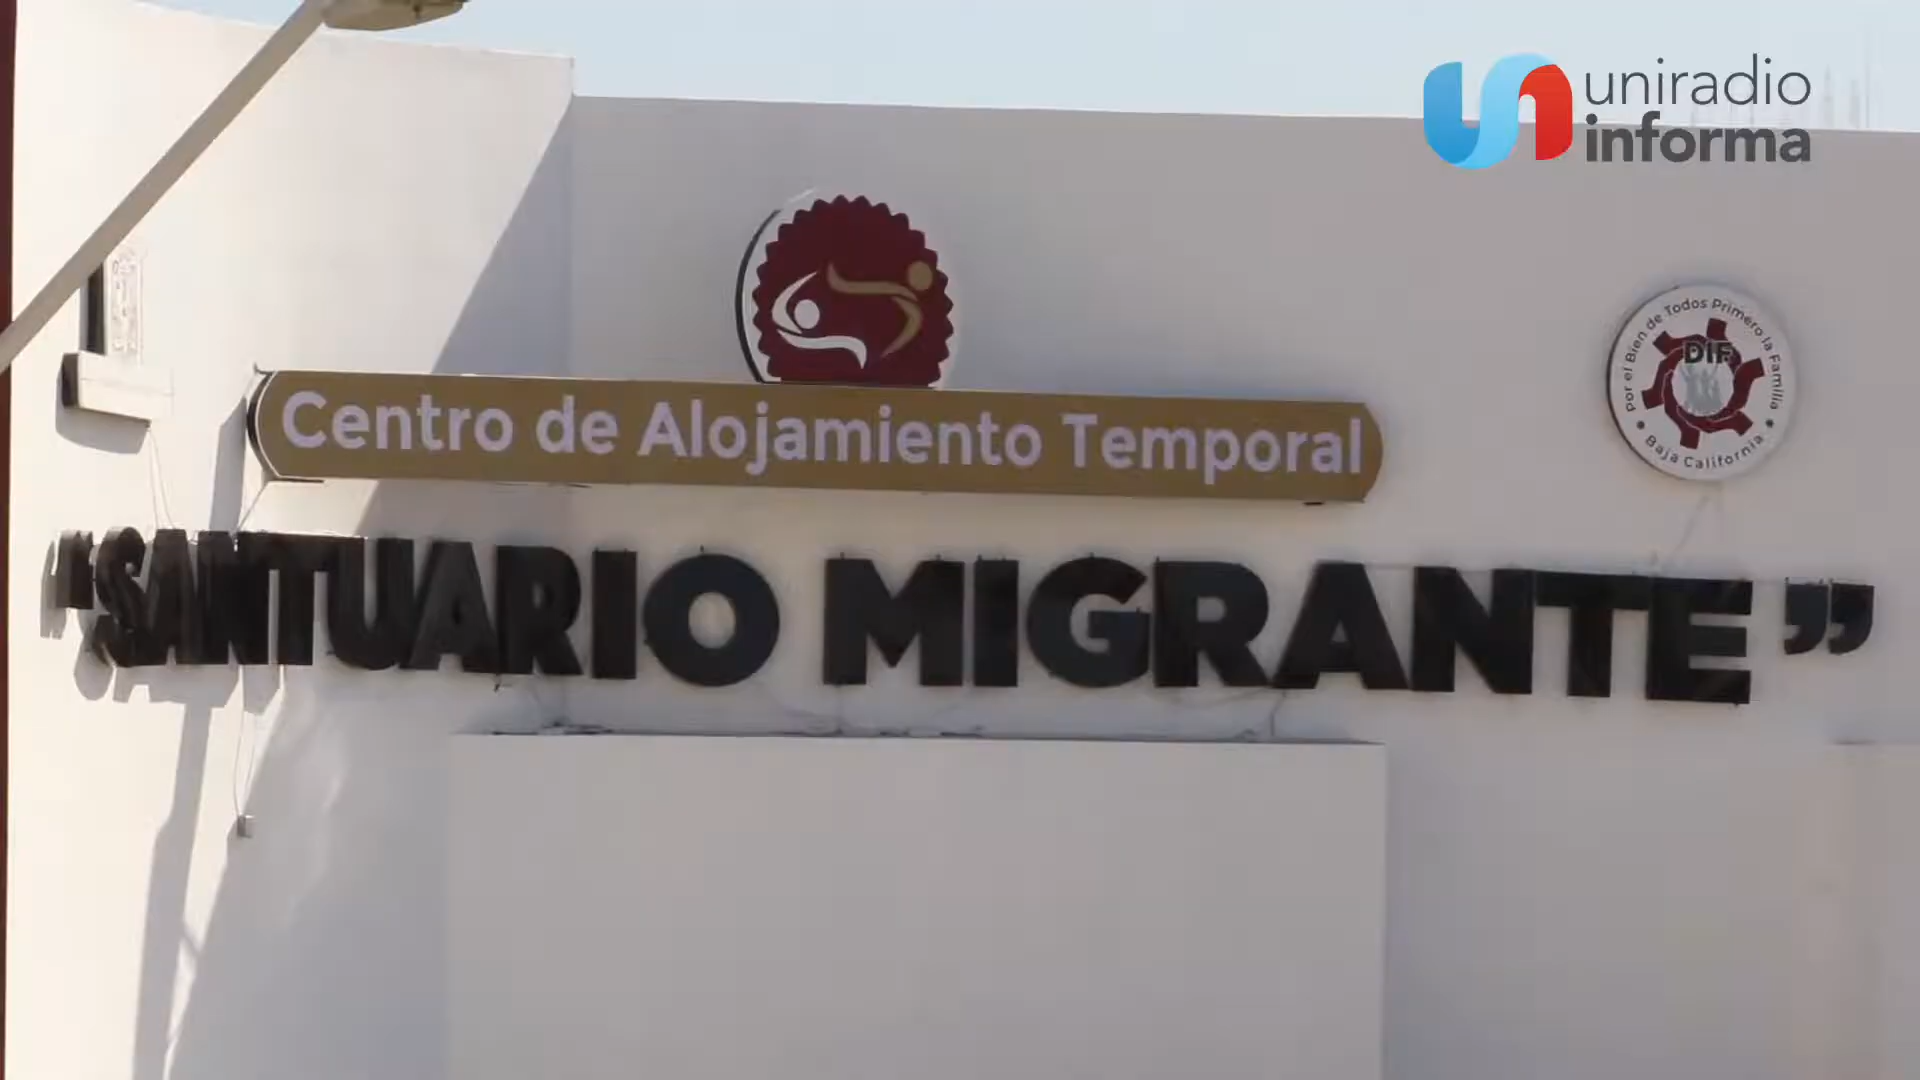 uniradio
informa
Centro de Alojamiento Temporal
"SANTUARIO MIGRANTE"
Por el Bien de Todos Primero la Familia
DIF
• Baja California •